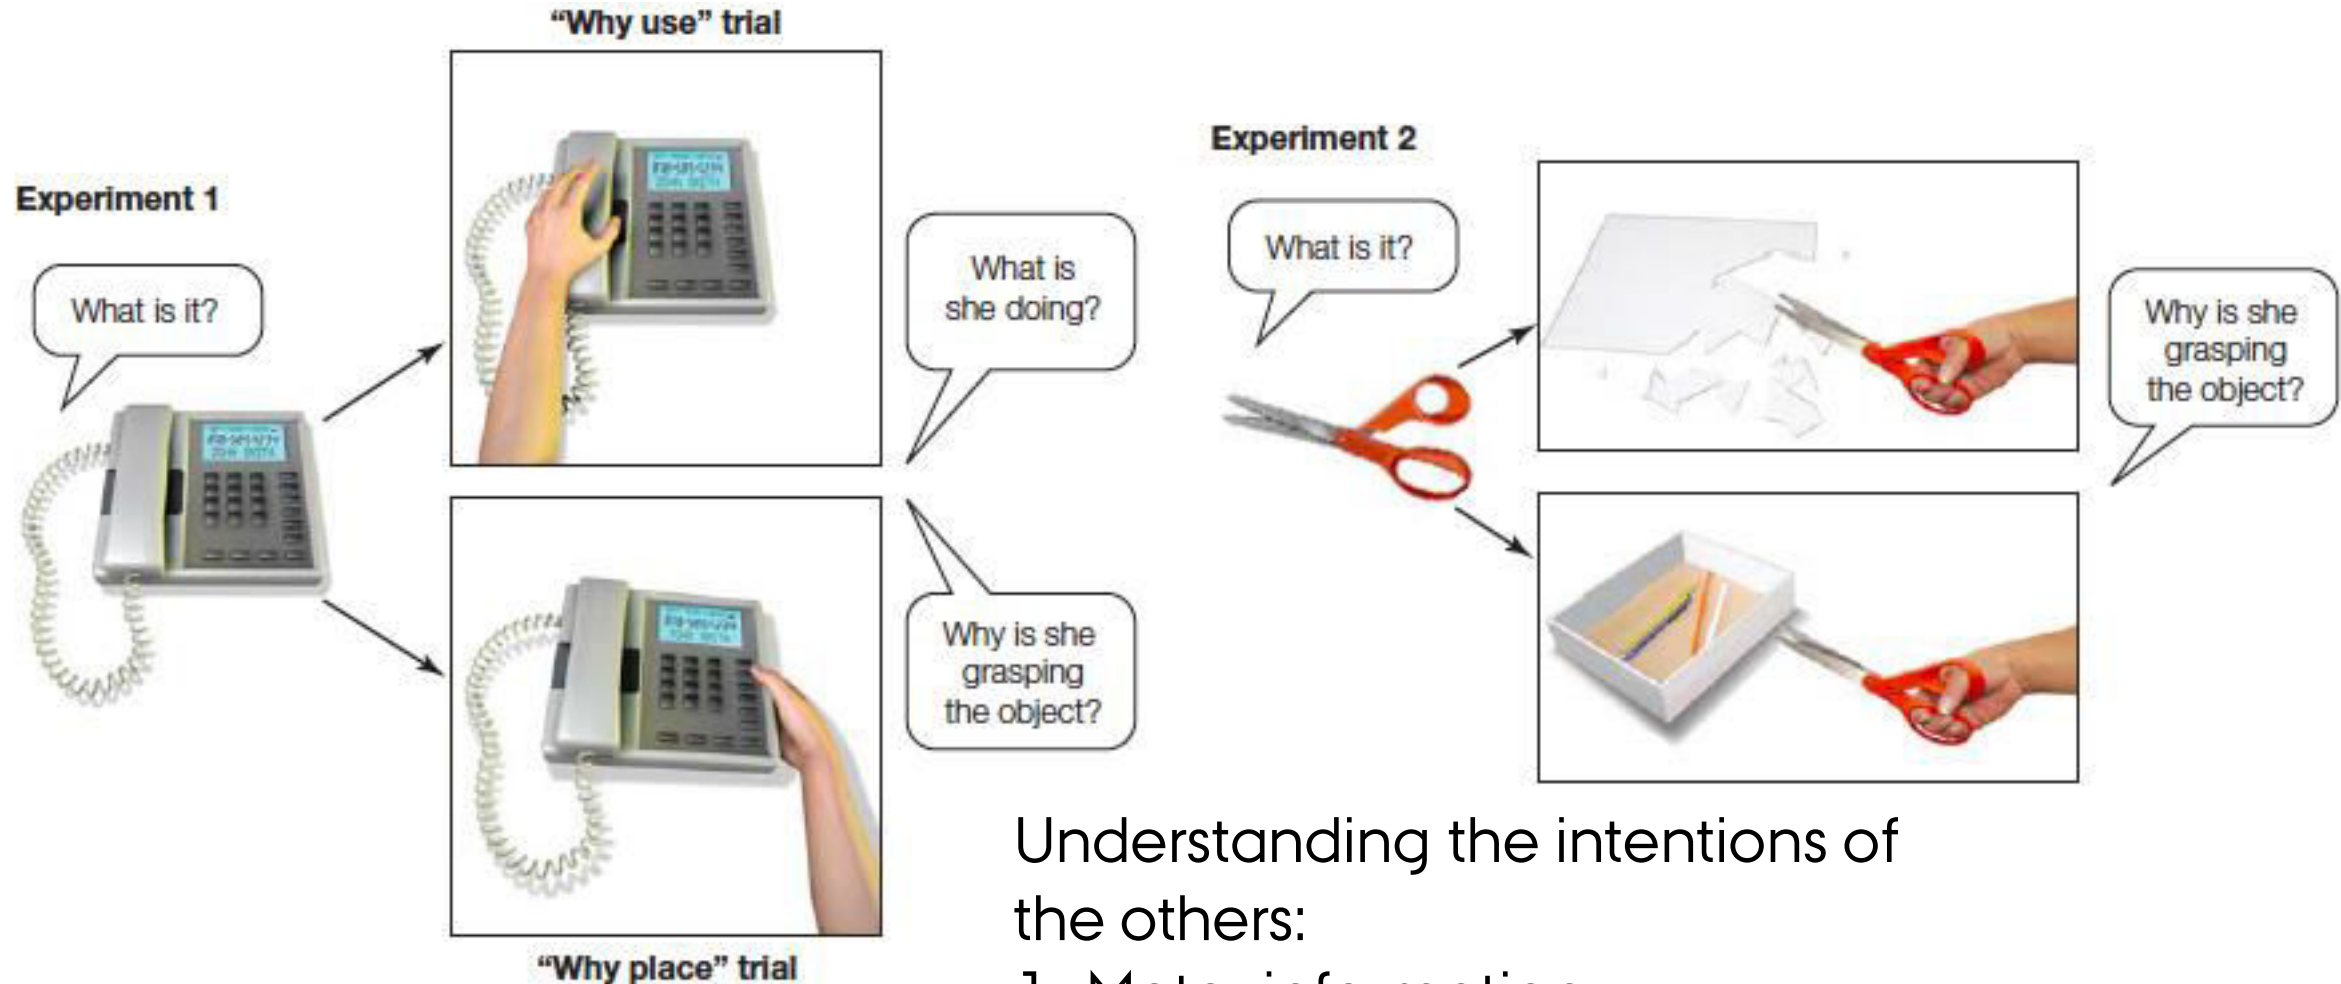 “Why use” trial
Experiment 1
What is it?
What is
she doing?
Why is she
grasping
the object?
“Why place” trial
Experiment 2
What is it?
Why is she
grasping
the object?
Understanding the intentions of
the others: